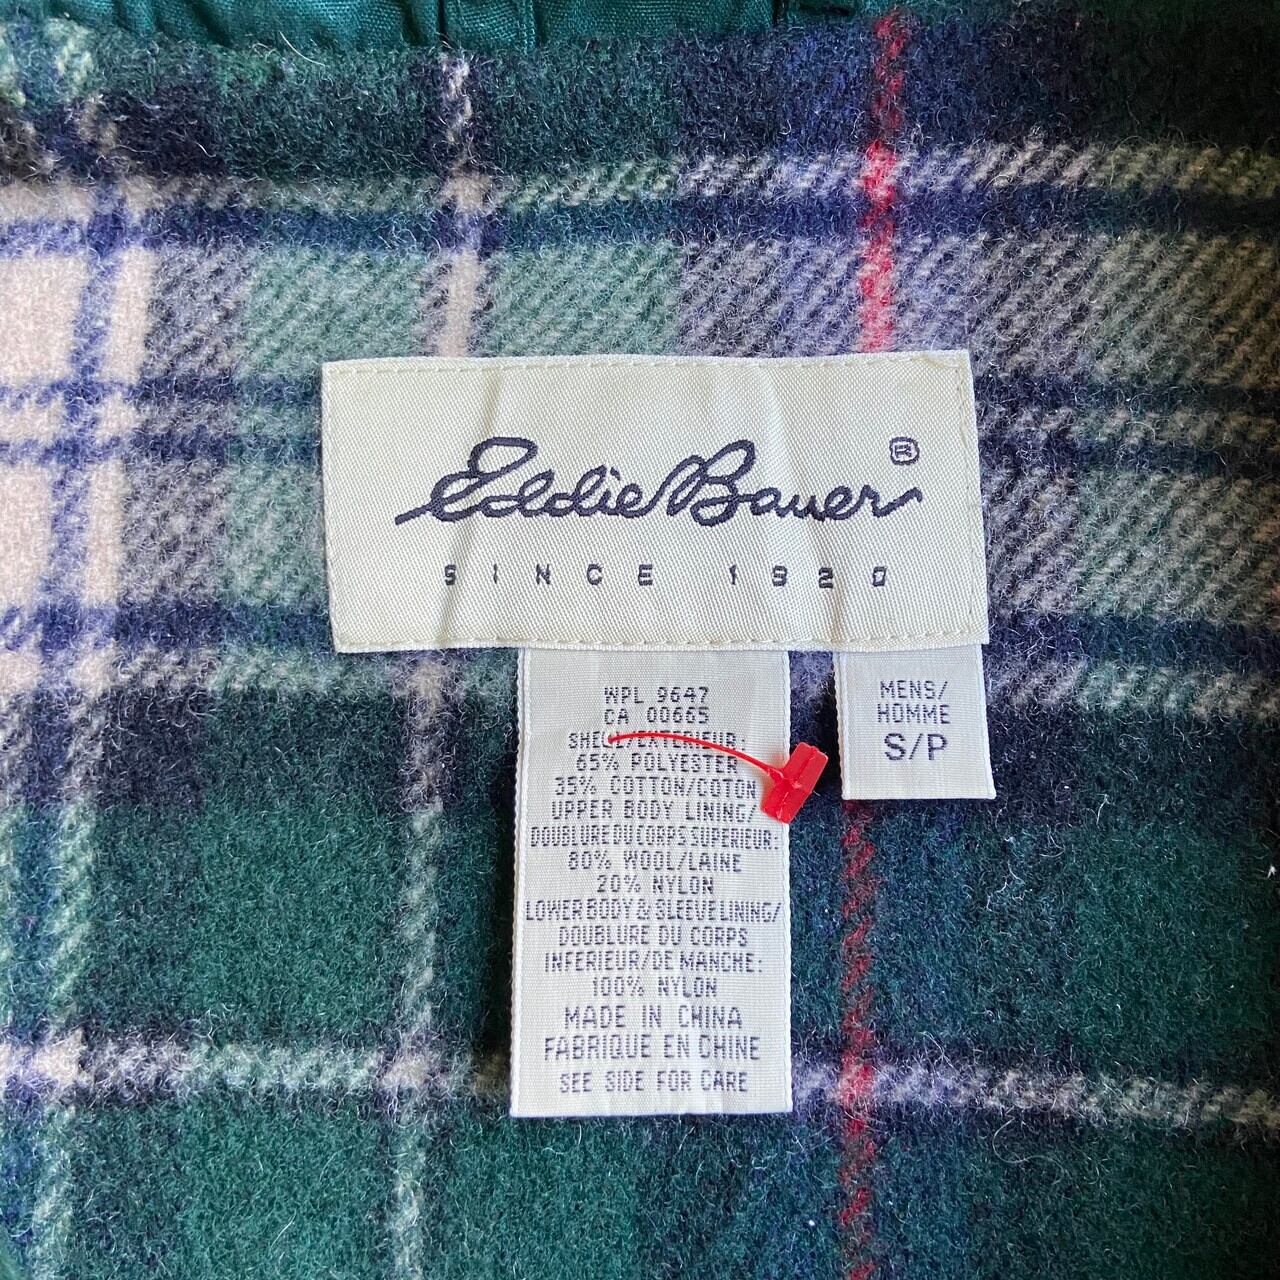 Eddie Bauer ®
SINCE 1920
WPL 9647
CA 00665
SHELL/EXTERIEUR:
65% POLYESTER
35% COTTON/COTON
UPPER BODY LINING/
DOUBLURE DU CORPS SUPERIEUR:
80% WOOL/LAINE
20% NYLON
LOWER BODY & SLEEVE LINING/
DOUBLURE DU CORPS
INFERIEUR/DE MANCHE:
100% NYLON
MADE IN CHINA
FABRIQUE EN CHINE
SEE SIDE FOR CARE
MENS/
HOMME
S/P